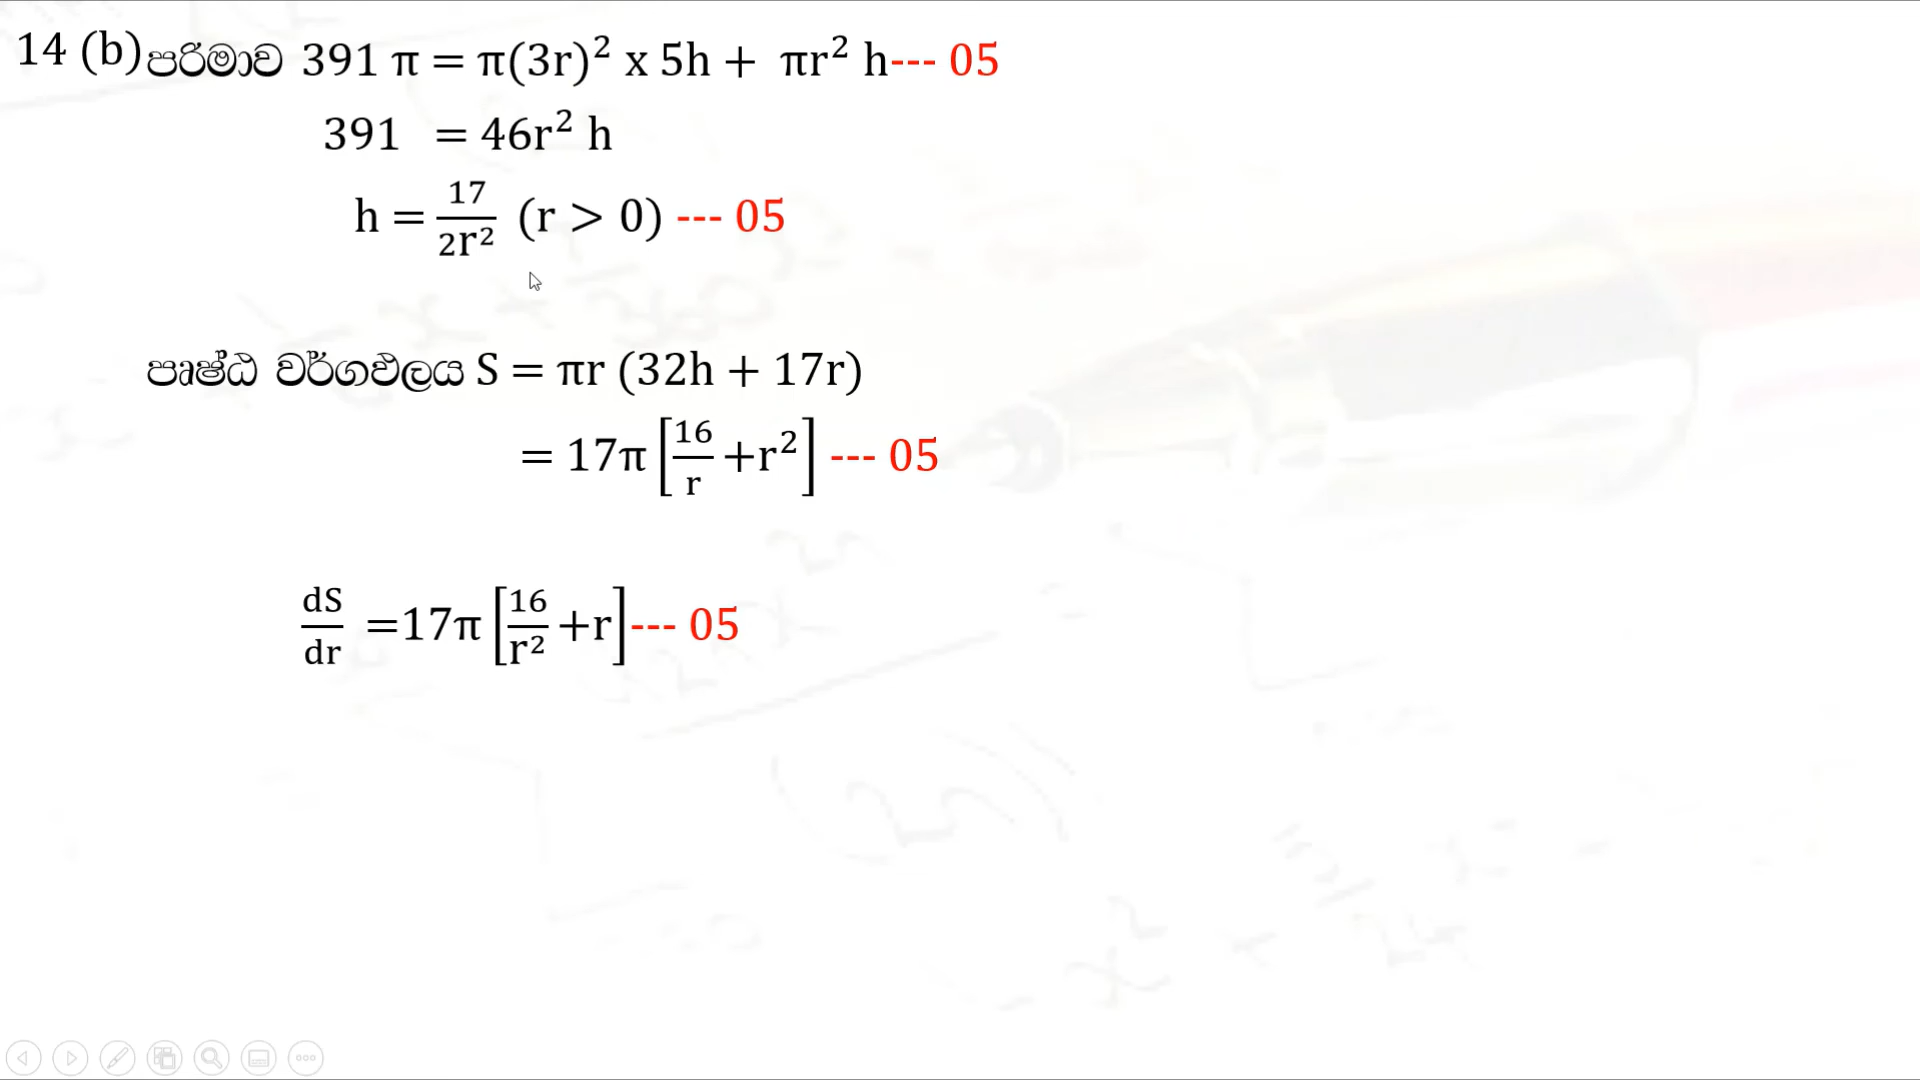 14 (b) පරිමාව 391 π = π(3r)² x 5h + πr² h--- 05
391 = 46r² h
h = 17/2r² (r > 0) --- 05
පෘෂ්ඨ වර්ගඵලය S = πr (32h + 17r)
= 17π [16/r +r²] --- 05
dS/dr =17π [16/r² +r]--- 05